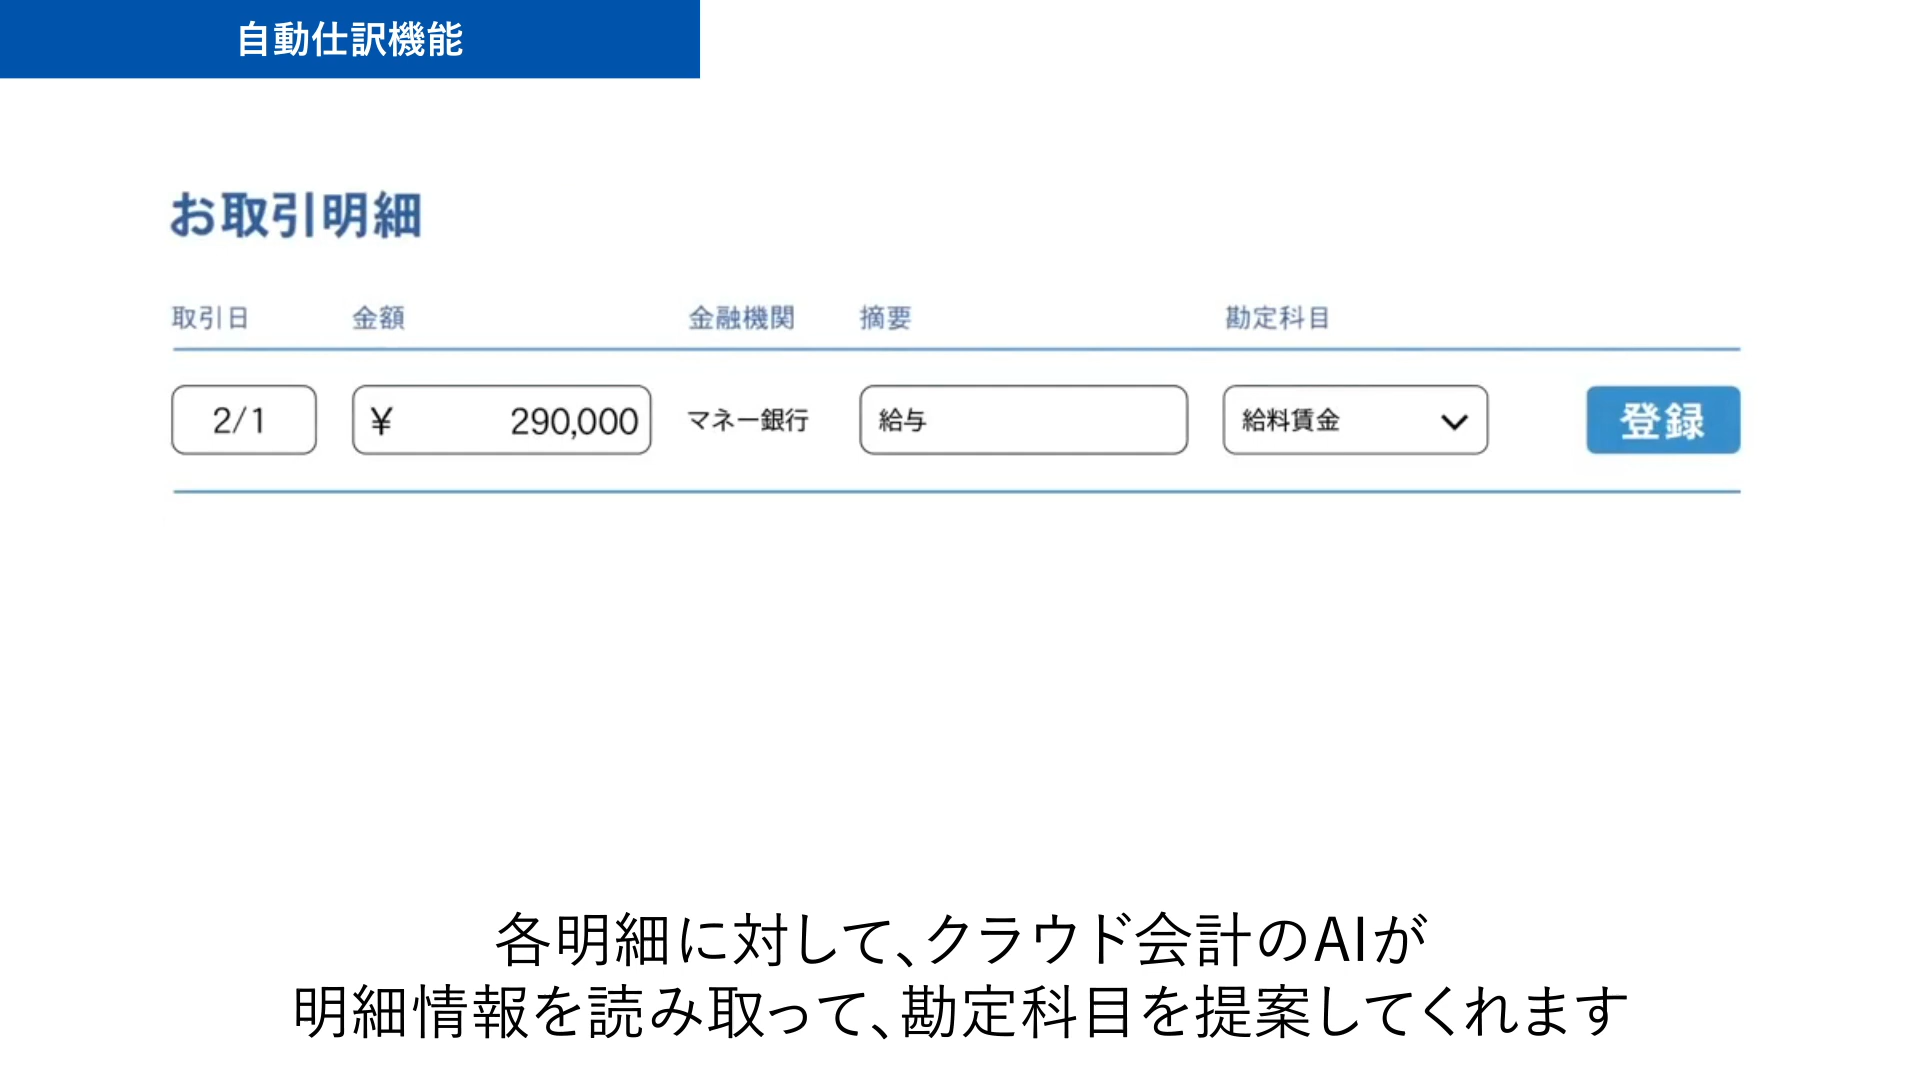 自動仕訳機能
お取引明細
取引日 金額 金融機関 摘要 勘定科目
2/1 ¥ 290,000 マネー銀行 給与 給料賃金 登録
各明細に対して、クラウド会計のAIが
明細情報を読み取って、勘定科目を提案してくれます